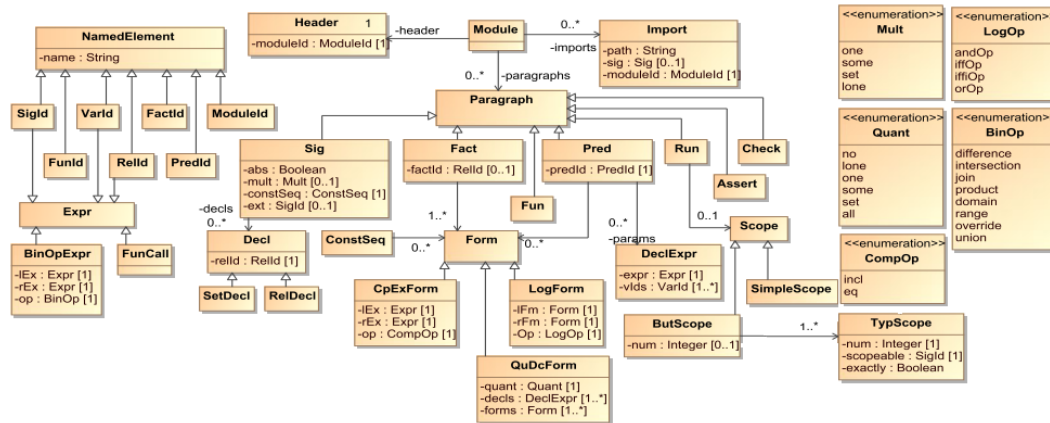 NamedElement
-name : String
SigId
VarId
FactId
ModuleId
FunId
RelId
PredId
Expr
BinOpExpr
-lEx : Expr [1]
-rEx : Expr [1]
-op : BinOp [1]
FunCall
Header
1
-moduleId : ModuleId [1]
-header
Module
0..*
-imports
Import
-path : String
-sig : Sig [0..1]
-moduleId : ModuleId [1]
0..*
-paragraphs
Paragraph
Sig
-abs : Boolean
-mult : Mult [0..1]
-constSeq : ConstSeq [1]
-ext : SigId [0..1]
Fact
-factId : RelId [0..1]
Fun
Pred
-predId : PredId [1]
Run
Assert
Check
-decls
0..*
Decl
-relId : RelId [1]
SetDecl
RelDecl
ConstSeq
0..*
1..*
Form
0..*
0..*
-params
DeclExpr
-expr : Expr [1]
-vIds : VarId [1..*]
0..1
Scope
SimpleScope
CpExForm
-lEx : Expr [1]
-rEx : Expr [1]
-op : CompOp [1]
LogForm
-lFm : Form [1]
-rFm : Form [1]
-Op : LogOp [1]
QuDcForm
-quant : Quant [1]
-decls : DeclExpr [1..*]
-forms : Form [1..*]
ButScope
-num : Integer [0..1]
1..*
TypScope
-num : Integer [1]
-scopeable : SigId [1]
-exactly : Boolean
<<enumeration>>
Mult
one
some
set
lone
<<enumeration>>
LogOp
andOp
iffOp
iffiOp
orOp
<<enumeration>>
Quant
no
lone
one
some
set
all
<<enumeration>>
BinOp
difference
intersection
join
product
domain
range
override
union
<<enumeration>>
CompOp
incl
eq